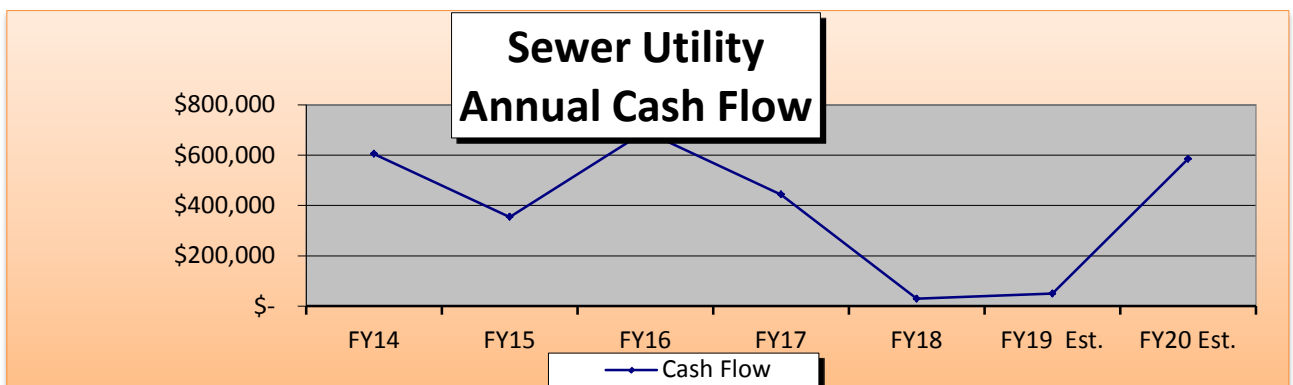 Sewer Utility
Annual Cash Flow
$800,000
$600,000
$400,000
$200,000
$-
FY14 FY15 FY16 FY17 FY18 FY19 Est. FY20 Est.
Cash Flow